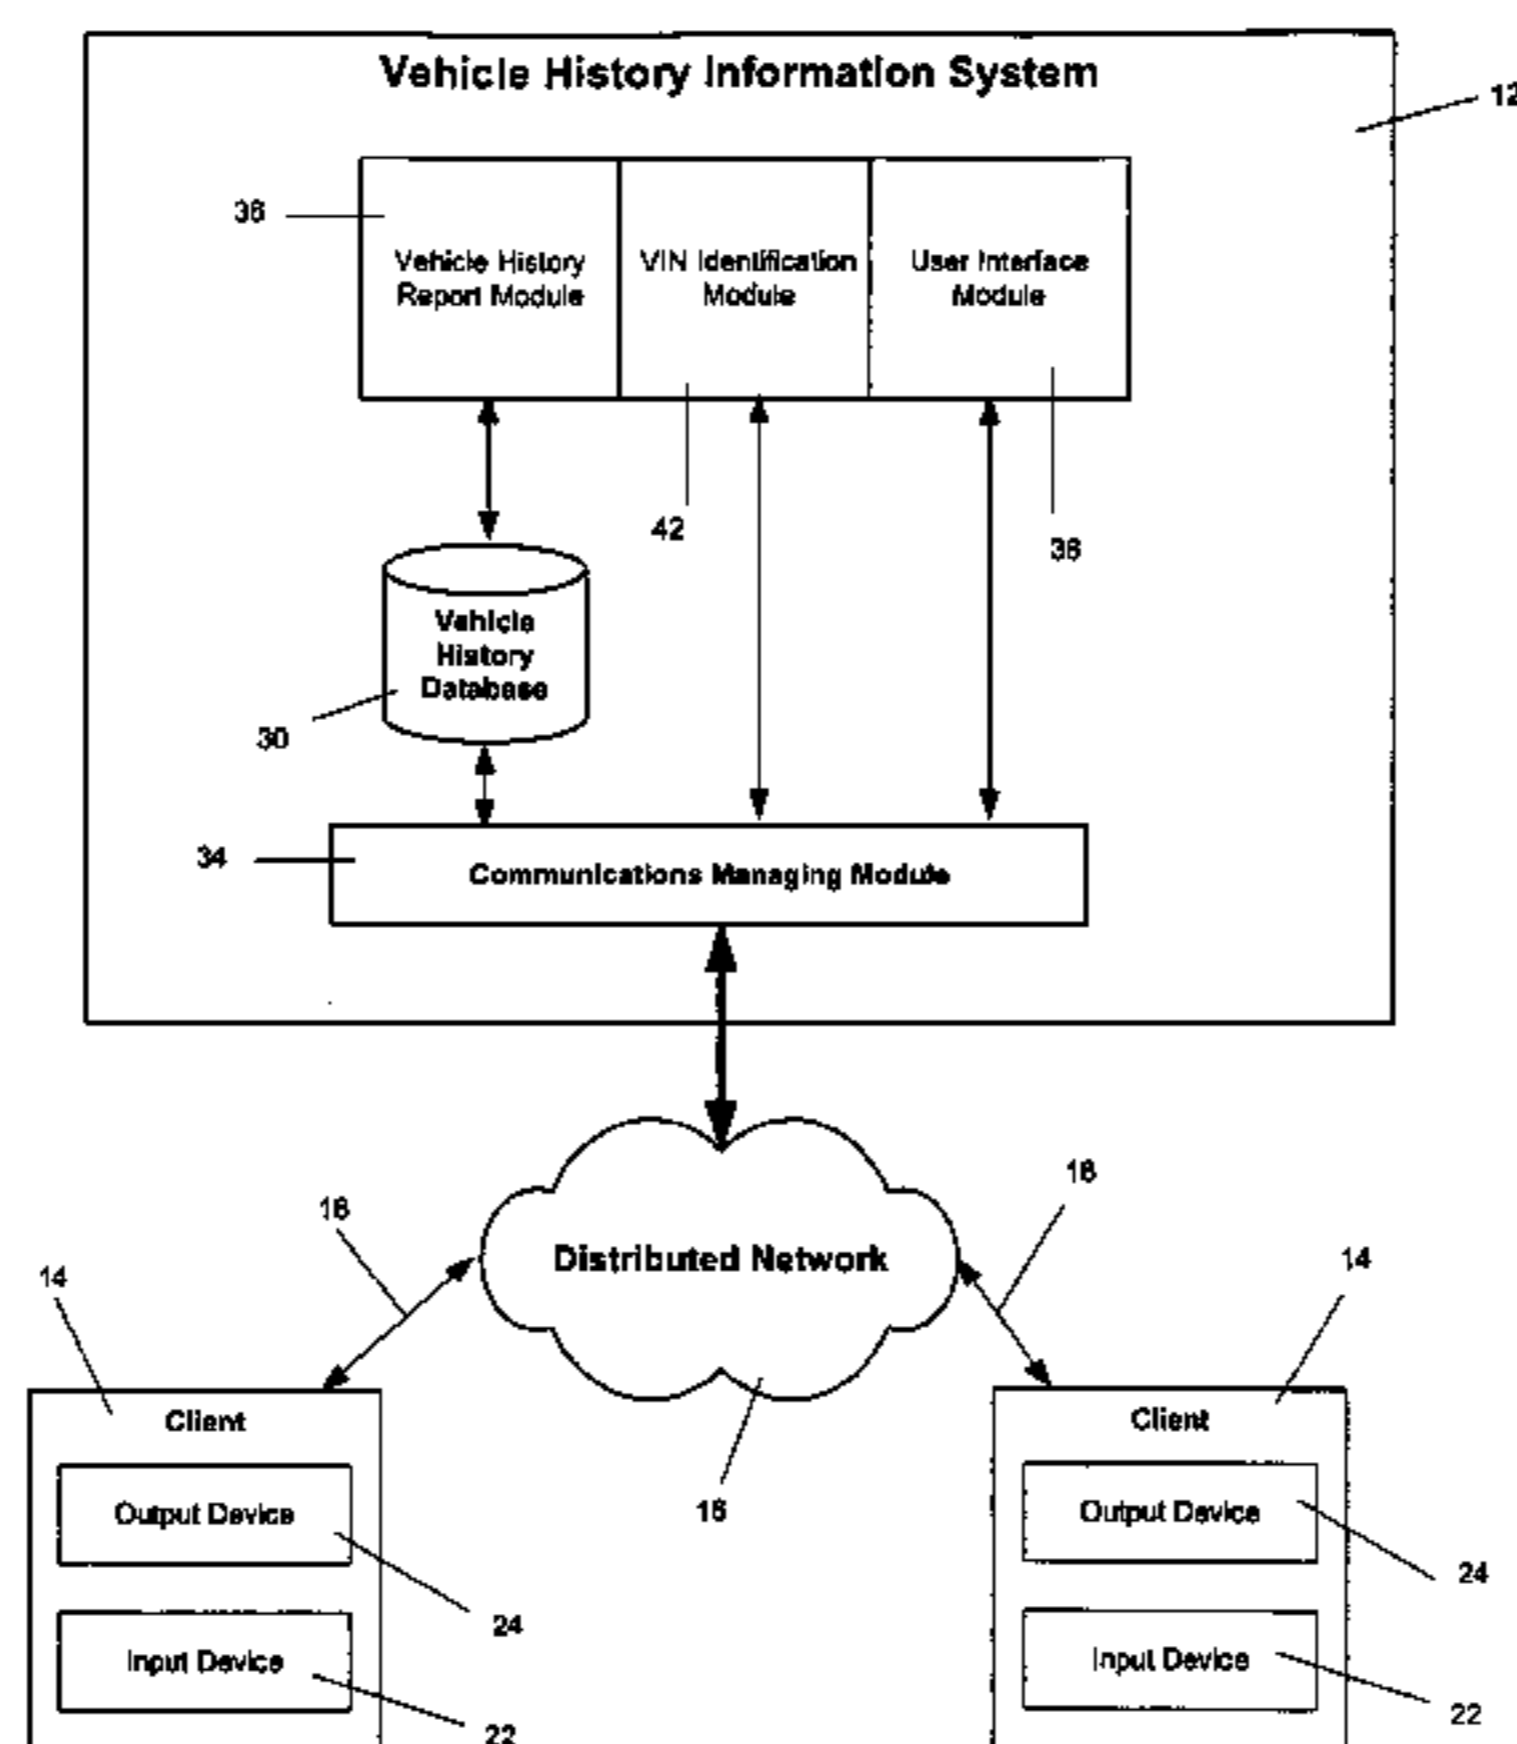 Vehicle History Information System
12
36
Vehicle History
Report Module
VIN Identification
Module
User Interface
Module
42
38
Vehicle
History
Database
30
34
Communications Managing Module
18
18
14
Distributed Network
14
Client
Client
Output Device
Output Device
16
24
24
Input Device
Input Device
22
22